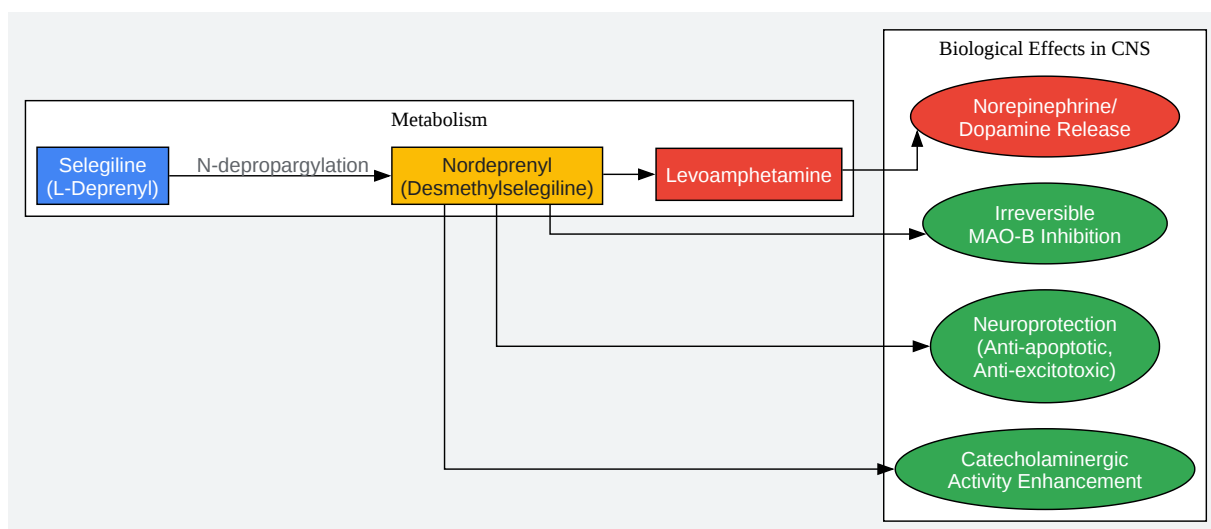 Biological Effects in CNS
Norepinephrine/
Dopamine Release
Metabolism
Selegiline
(L-Deprenyl)
N-depropargylation
Nordeprenyl
(Desmethylselegiline)
Levoamphetamine
Irreversible
MAO-B Inhibition
Neuroprotection
(Anti-apoptotic,
Anti-excitotoxic)
Catecholaminergic
Activity Enhancement